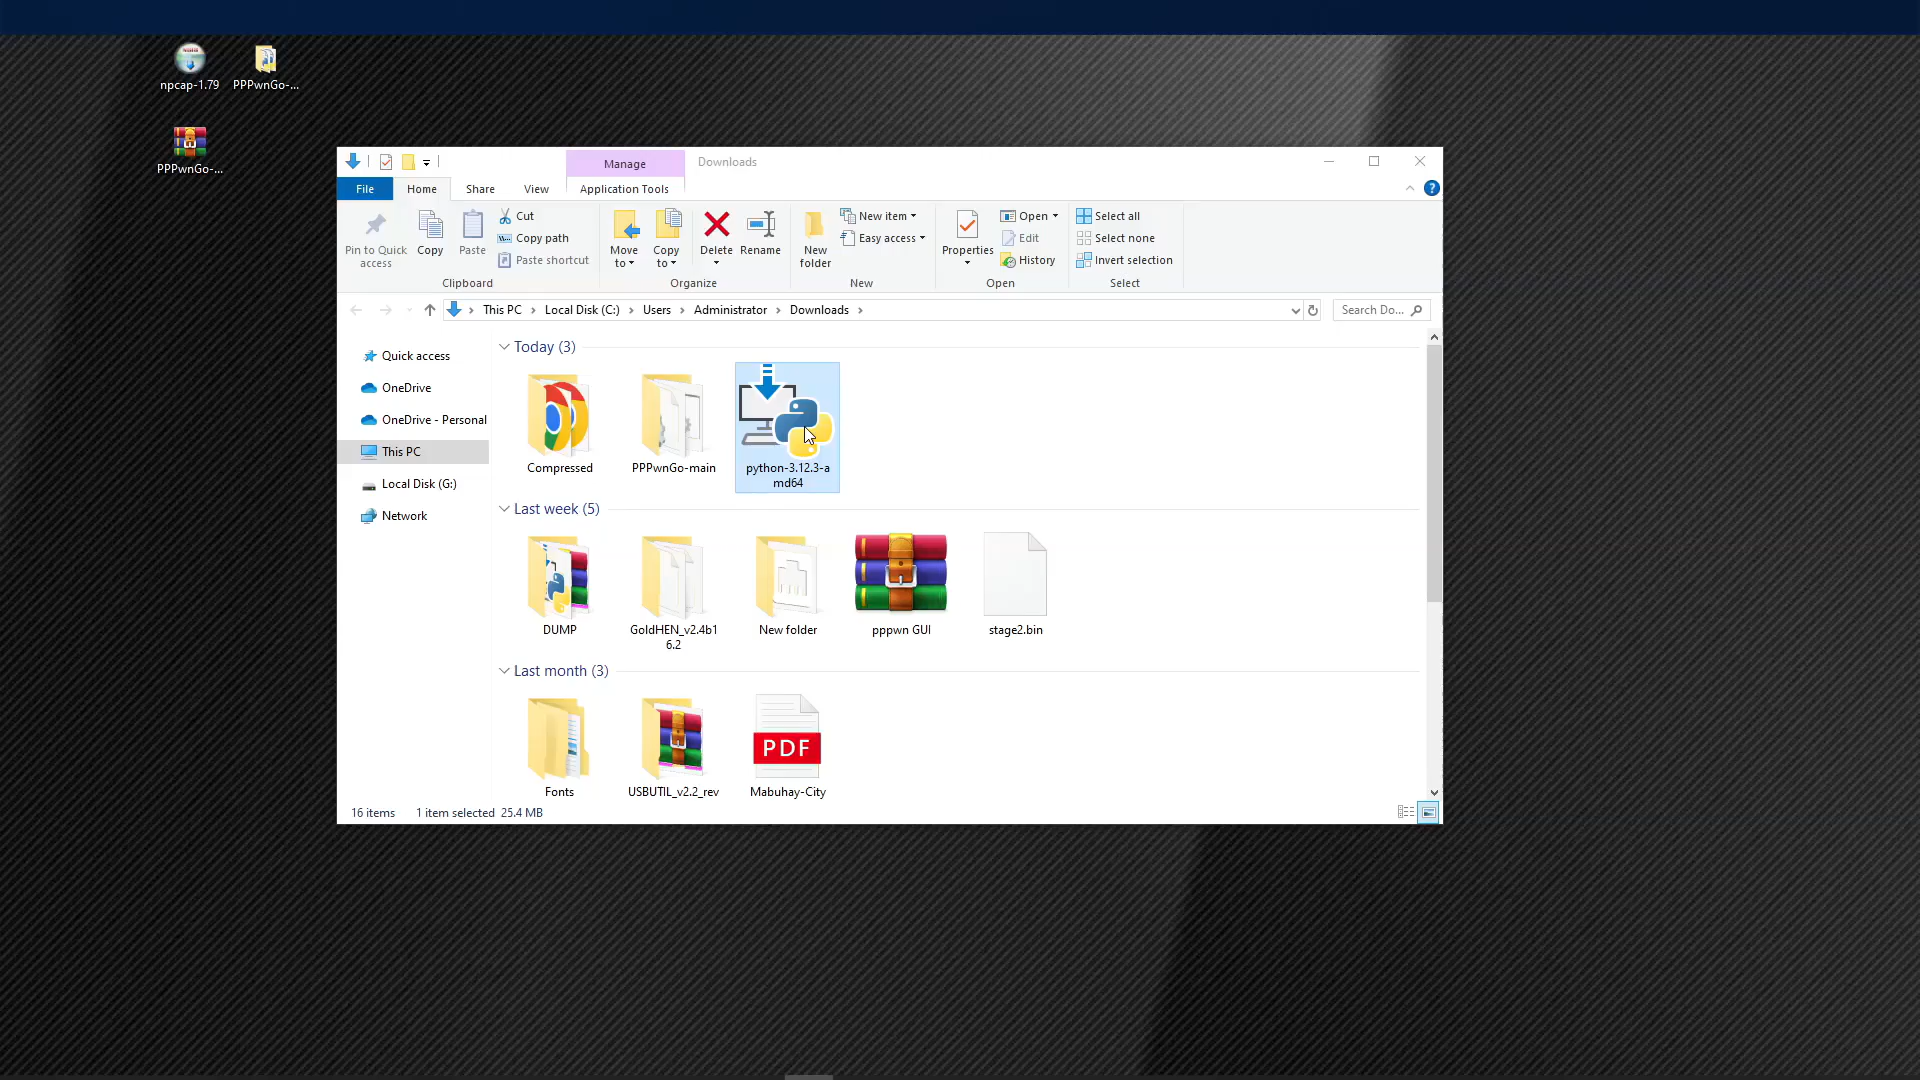 npcap-1.79
PPPwnGo-...
PPPwnGo-...
Manage
Downloads
File
Home
Share
View
Application Tools
Pin to Quick
access
Copy
Paste
Cut
Copy path
Paste shortcut
Clipboard
Move
to
Copy
to
Delete
Rename
Organize
New
folder
New item
Easy access
New
Properties
Open
Edit
History
Open
Select all
Select none
Invert selection
Select
This PC
Local Disk (C:)
Users
Administrator
Downloads
Search Do...
Quick access
OneDrive
OneDrive - Personal
This PC
Local Disk (G:)
Network
Today (3)
Compressed
PPPwnGo-main
python-3.12.3-a
md64
Last week (5)
DUMP
GoldHEN_v2.4b1
6.2
New folder
pppwn GUI
stage2.bin
Last month (3)
Fonts
USBUTIL_v2.2_rev
PDF
Mabuhay-City
16 items
1 item selected
25.4 MB